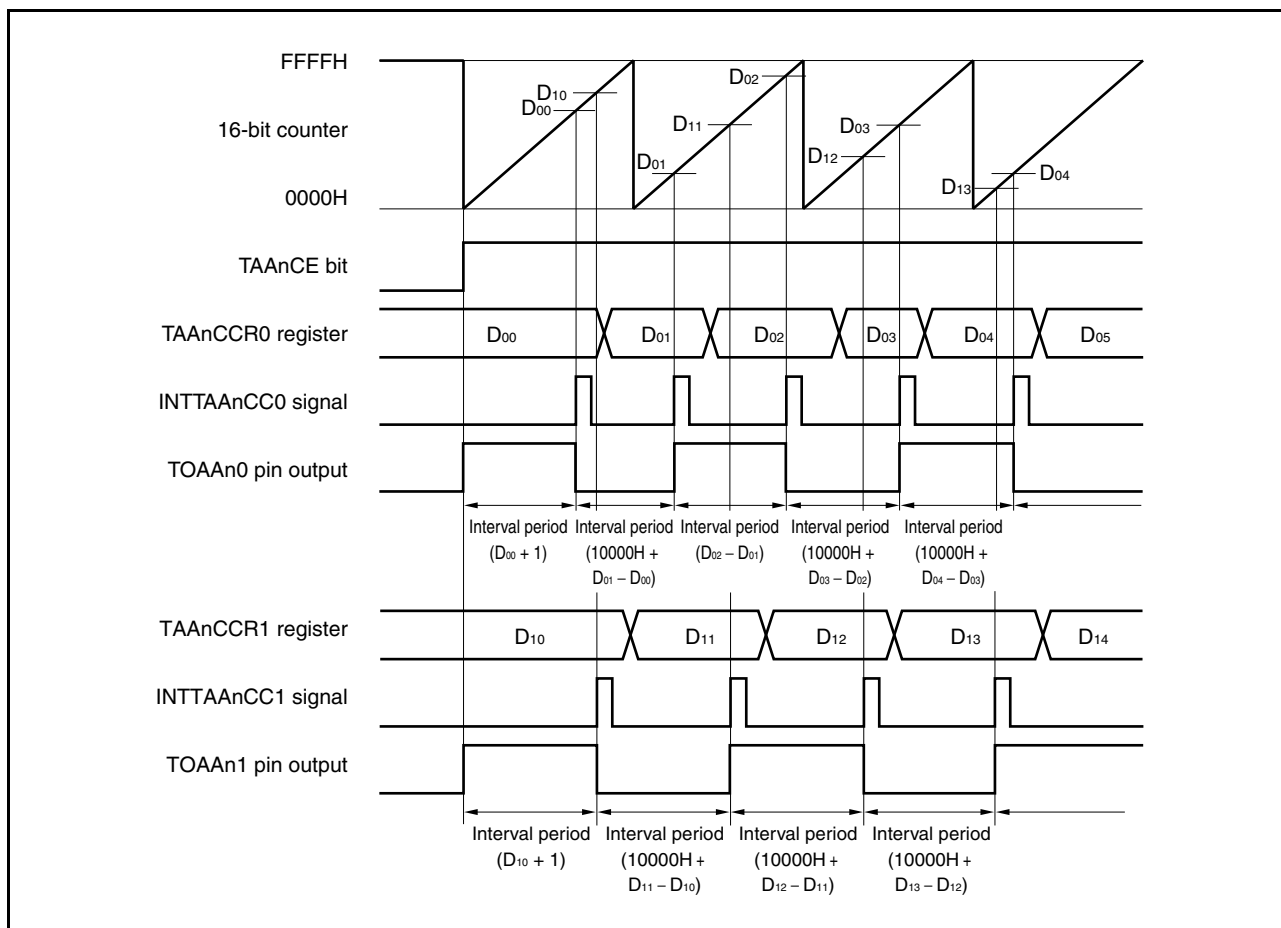 FFFFH
D10
D00
D02
D11
D03
16-bit counter
D12
D01
D13
D04
0000H
TAAnCE bit
TAAnCCR0 register
D00
D01
D02
D03
D04
D05
INTTAAnCC0 signal
TOAAn0 pin output
Interval period
(D00 + 1)
Interval period
(10000H +
D01 – D00)
Interval period
(D02 – D01)
Interval period
(10000H +
D03 – D02)
Interval period
(10000H +
D04 – D03)
TAAnCCR1 register
D10
D11
D12
D13
D14
INTTAAnCC1 signal
TOAAn1 pin output
Interval period
(D10 + 1)
Interval period
(10000H +
D11 – D10)
Interval period
(10000H +
D12 – D11)
Interval period
(10000H +
D13 – D12)